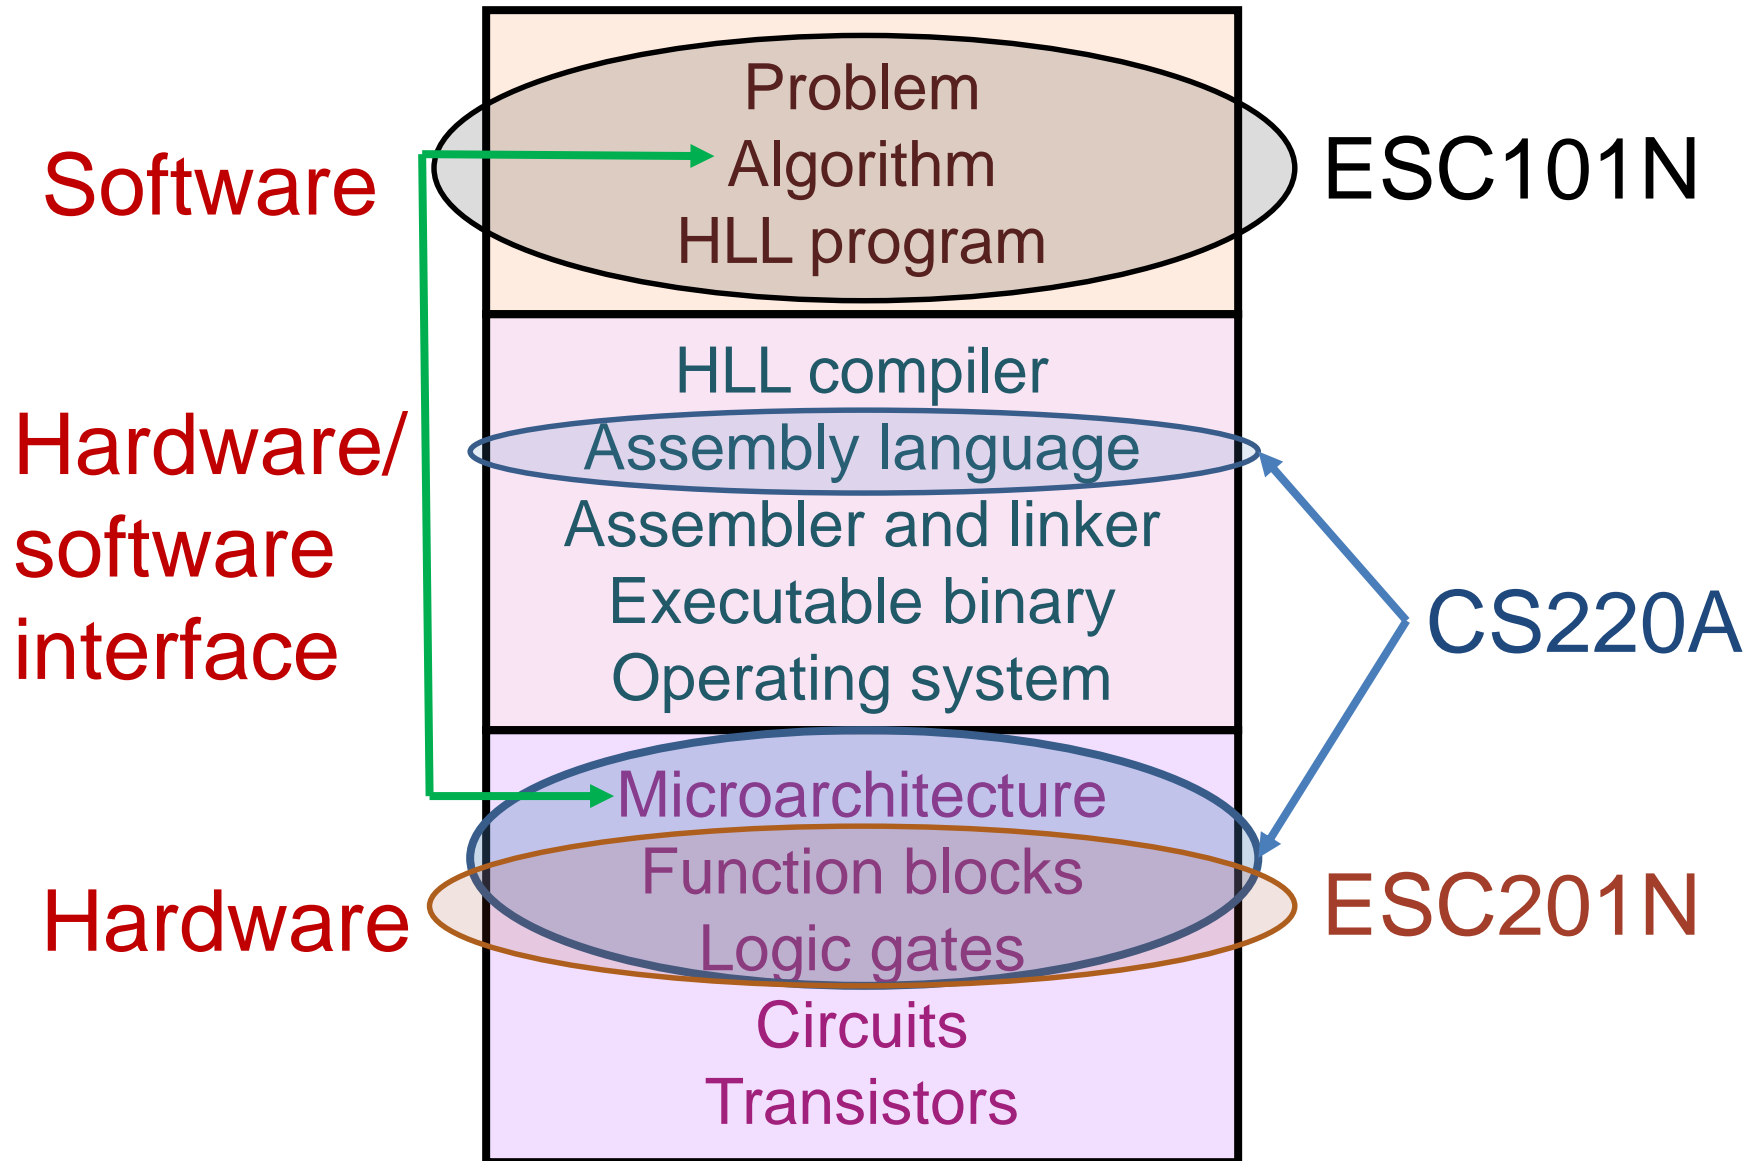 Problem
Algorithm
HLL program
Software
ESC101N
HLL compiler
Assembly language
Assembler and linker
Executable binary
Operating system
Hardware/
software
interface
CS220A
Microarchitecture
Function blocks
Logic gates
Circuits
Transistors
Hardware
ESC201N